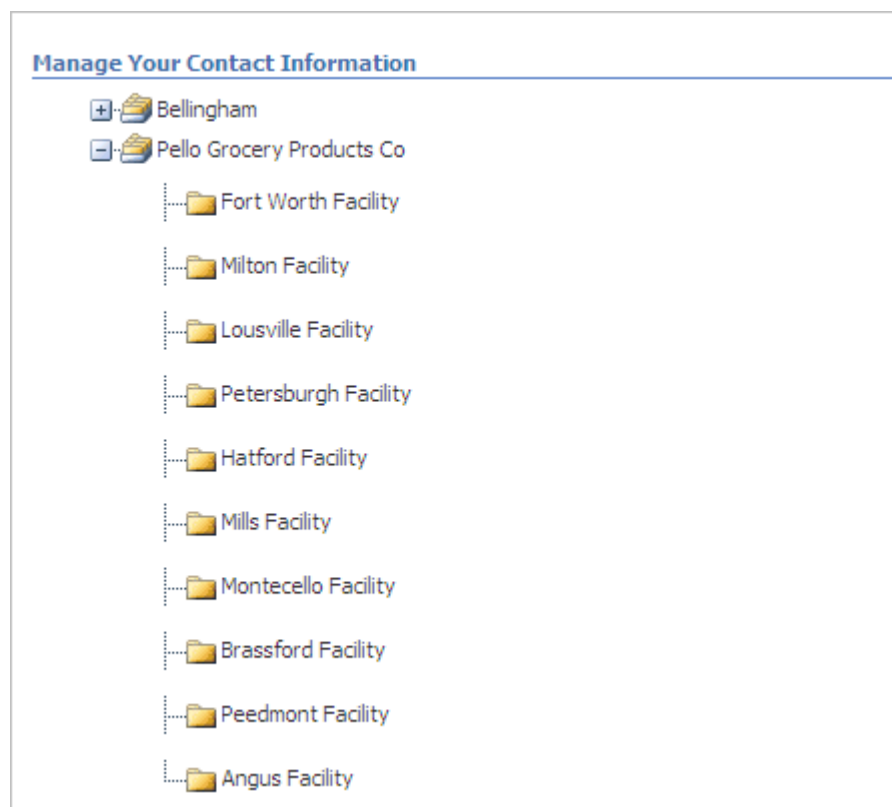 Manage Your Contact Information
Bellingham
Pello Grocery Products Co
Fort Worth Facility
Milton Facility
Lousville Facility
Petersburgh Facility
Hatford Facility
Mills Facility
Montecello Facility
Brassford Facility
Peedmont Facility
Angus Facility